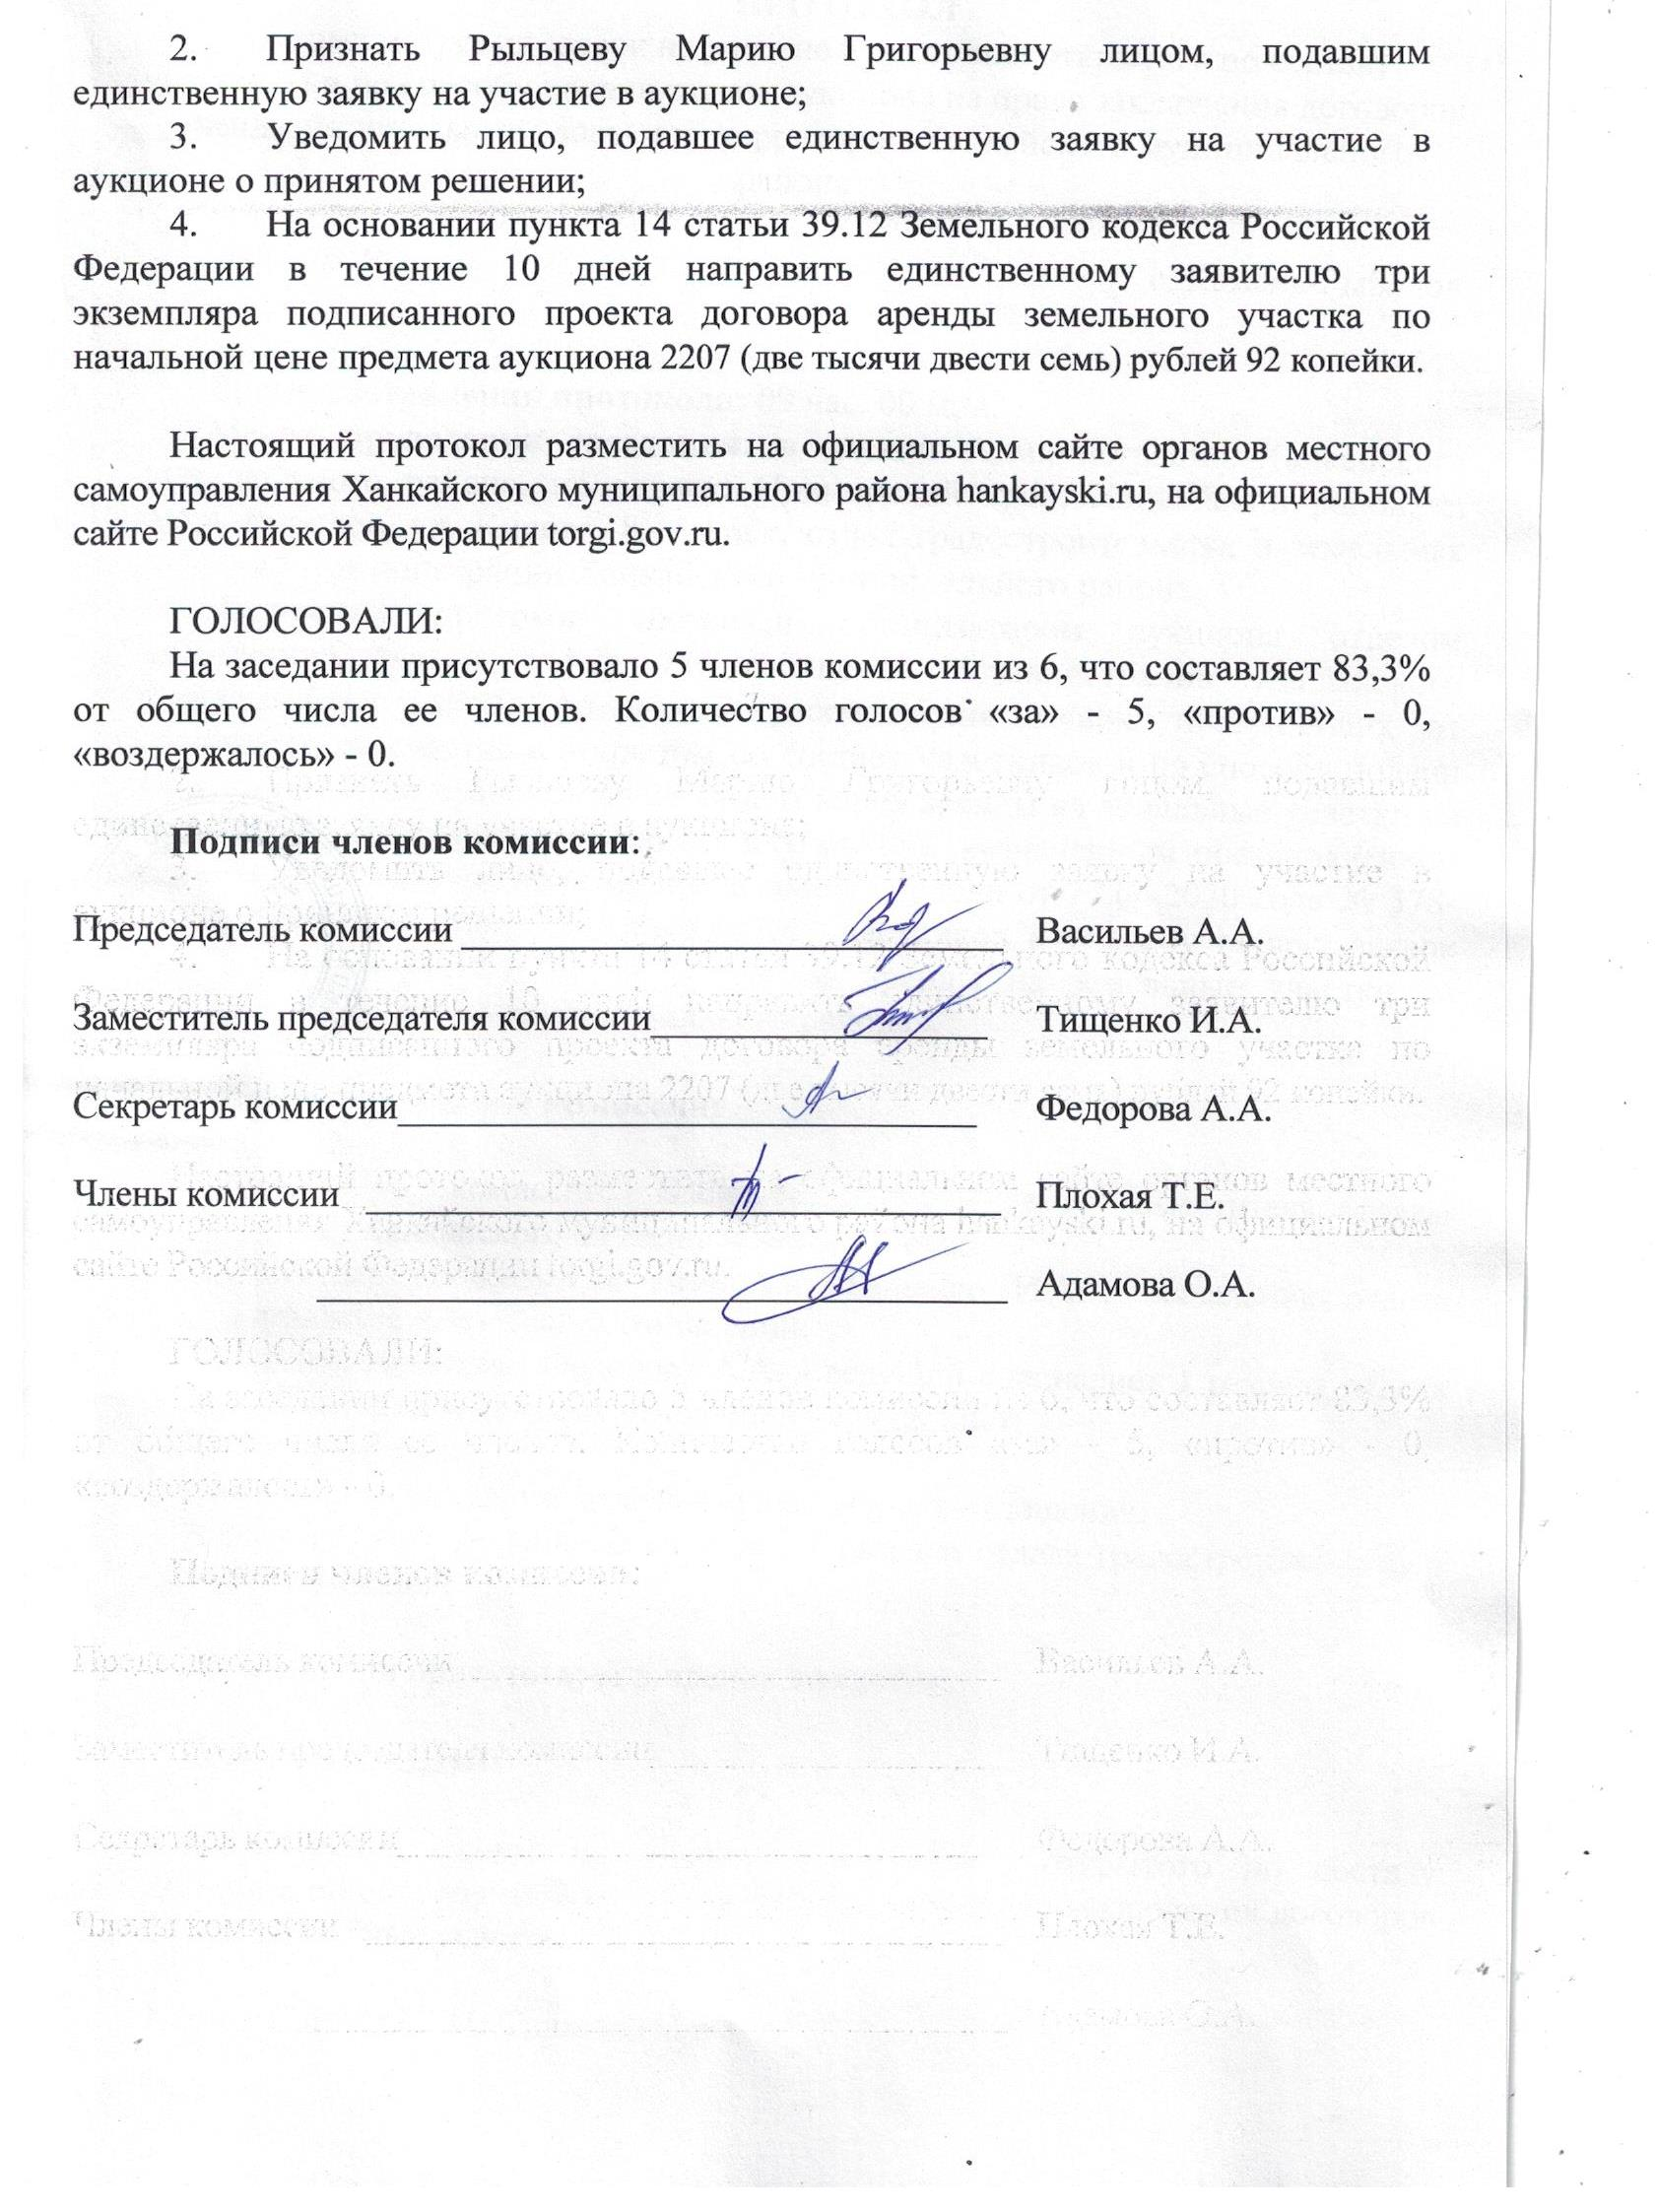 2. Признать Рыльцеву Марию Григорьевну лицом, подавшим
единственную заявку на участие в аукционе;
3. Уведомить лицо, подавшее единственную заявку на участие в
аукционе о принятом решении;
4. На основании пункта 14 статьи 39.12 Земельного кодекса Российской
Федерации в течение 10 дней направить единственному заявителю три
экземпляра подписанного проекта договора аренды земельного участка по
начальной цене предмета аукциона 2207 (две тысячи двести семь) рублей 92 копейки.
Настоящий протокол разместить на официальном сайте органов местного
самоуправления Ханкайского муниципального района hankayski.ru, на официальном
сайте Российской Федерации torgi.gov.ru.
ГОЛОСОВАЛИ:
На заседании присутствовало 5 членов комиссии из 6, что составляет 83,3%
от общего числа ее членов. Количество голосов «за» - 5, «против» - 0,
«воздержалось» - 0.
Подписи членов комиссии:
Председатель комиссии Васильев А.А.
Заместитель председателя комиссии Тищенко И.А.
Секретарь комиссии Федорова А.А.
Члены комиссии Плохая Т.Е.
Адамова О.А.